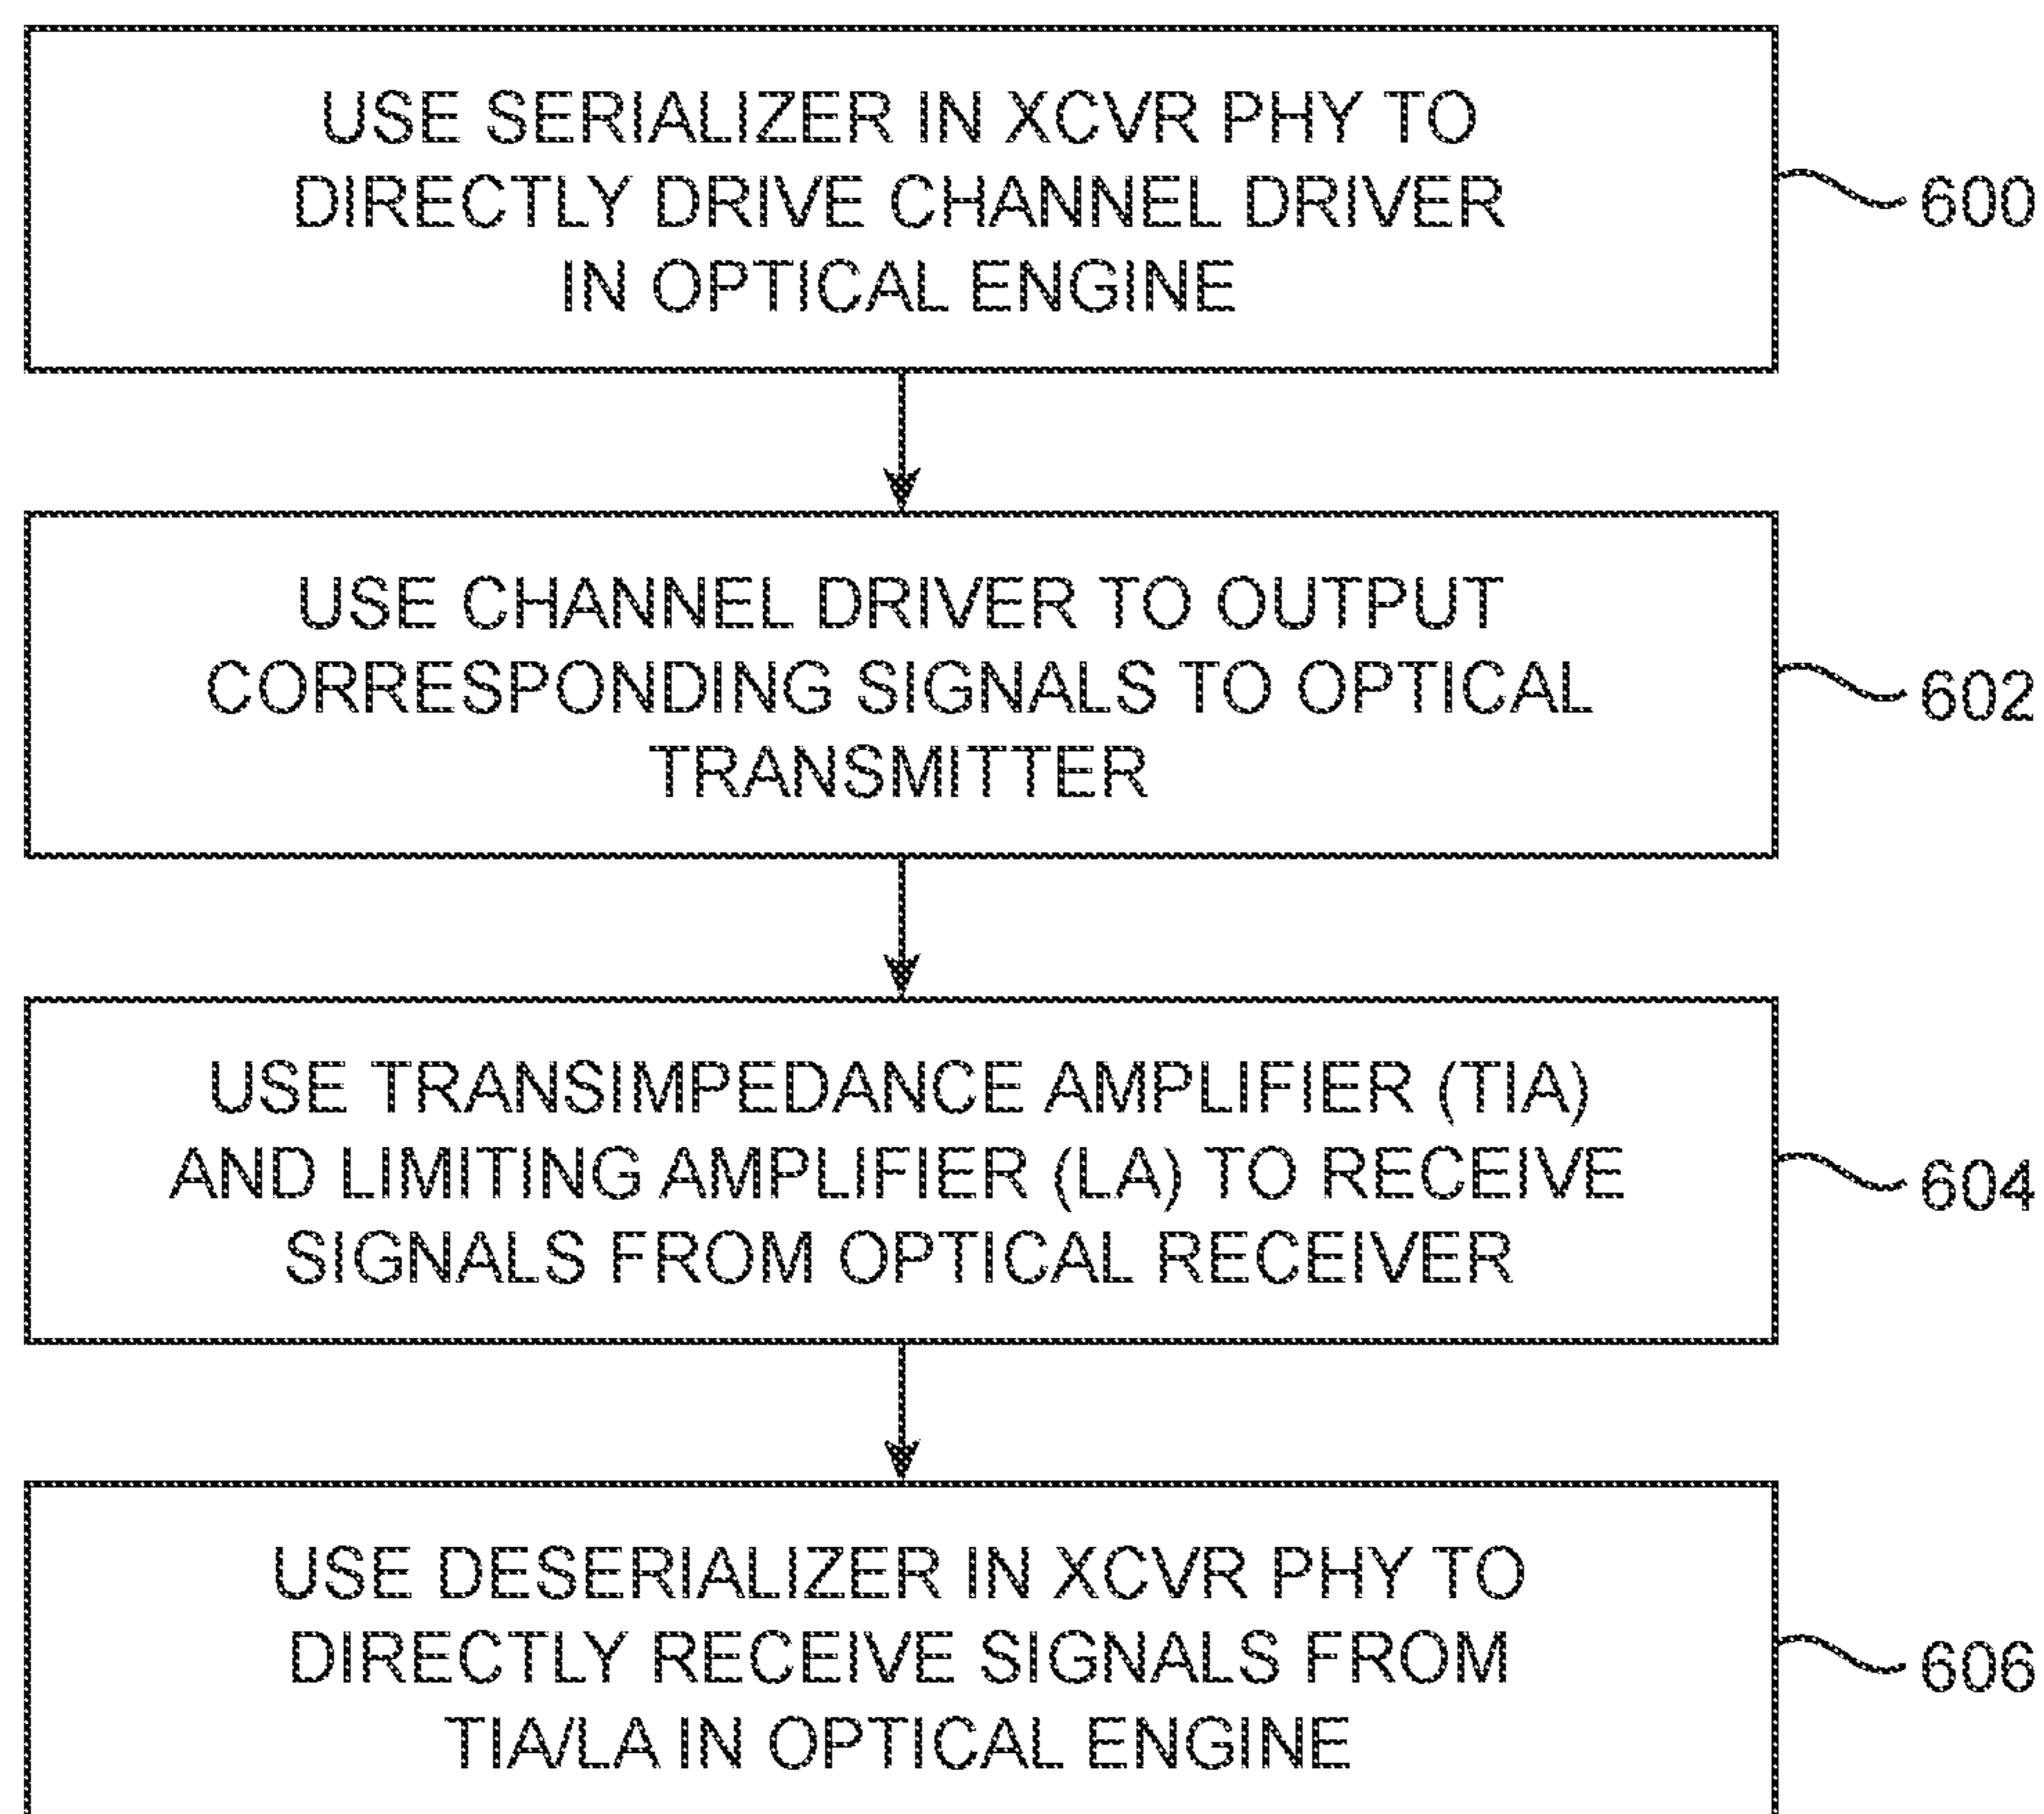 USE SERIALIZER IN XCVR PHY TO
DIRECTLY DRIVE CHANNEL DRIVER
IN OPTICAL ENGINE
600
USE CHANNEL DRIVER TO OUTPUT
CORRESPONDING SIGNALS TO OPTICAL
TRANSMITTER
602
USE TRANSIMPEDANCE AMPLIFIER (TIA)
AND LIMITING AMPLIFIER (LA) TO RECEIVE
SIGNALS FROM OPTICAL RECEIVER
604
USE DESERIALIZER IN XCVR PHY TO
DIRECTLY RECEIVE SIGNALS FROM
TIA/LA IN OPTICAL ENGINE
606